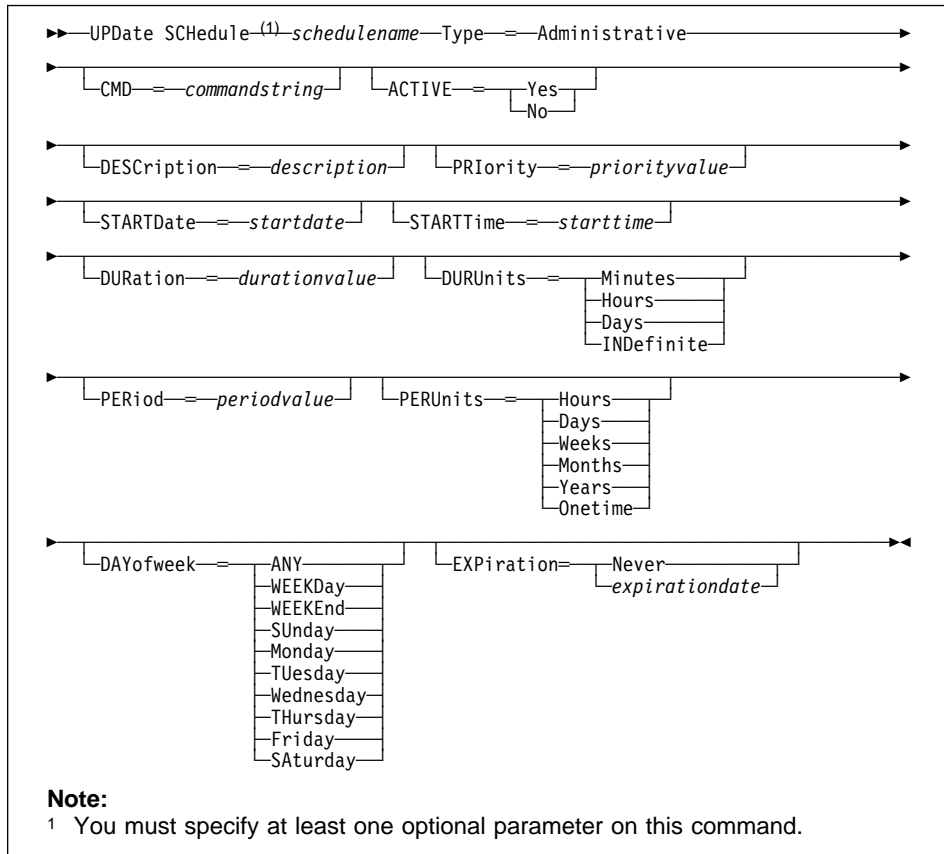 UPDate SCHedule (1) schedulename Type = Administrative
CMD = commandstring ACTIVE = Yes
No
DESCription = description PRIority = priorityvalue
STARTDate = startdate STARTTime = starttime
DURation = durationvalue DURUnits = Minutes
Hours
Days
INDefinite
PERiod = periodvalue PERUnits = Hours
Days
Weeks
Months
Years
Onetime
DAYofweek = ANY EXPiration= Never
WEEKDay expirationdate
WEEKEnd
SUnday
Monday
TUesday
Wednesday
THursday
Friday
SAturday
Note:
1 You must specify at least one optional parameter on this command.